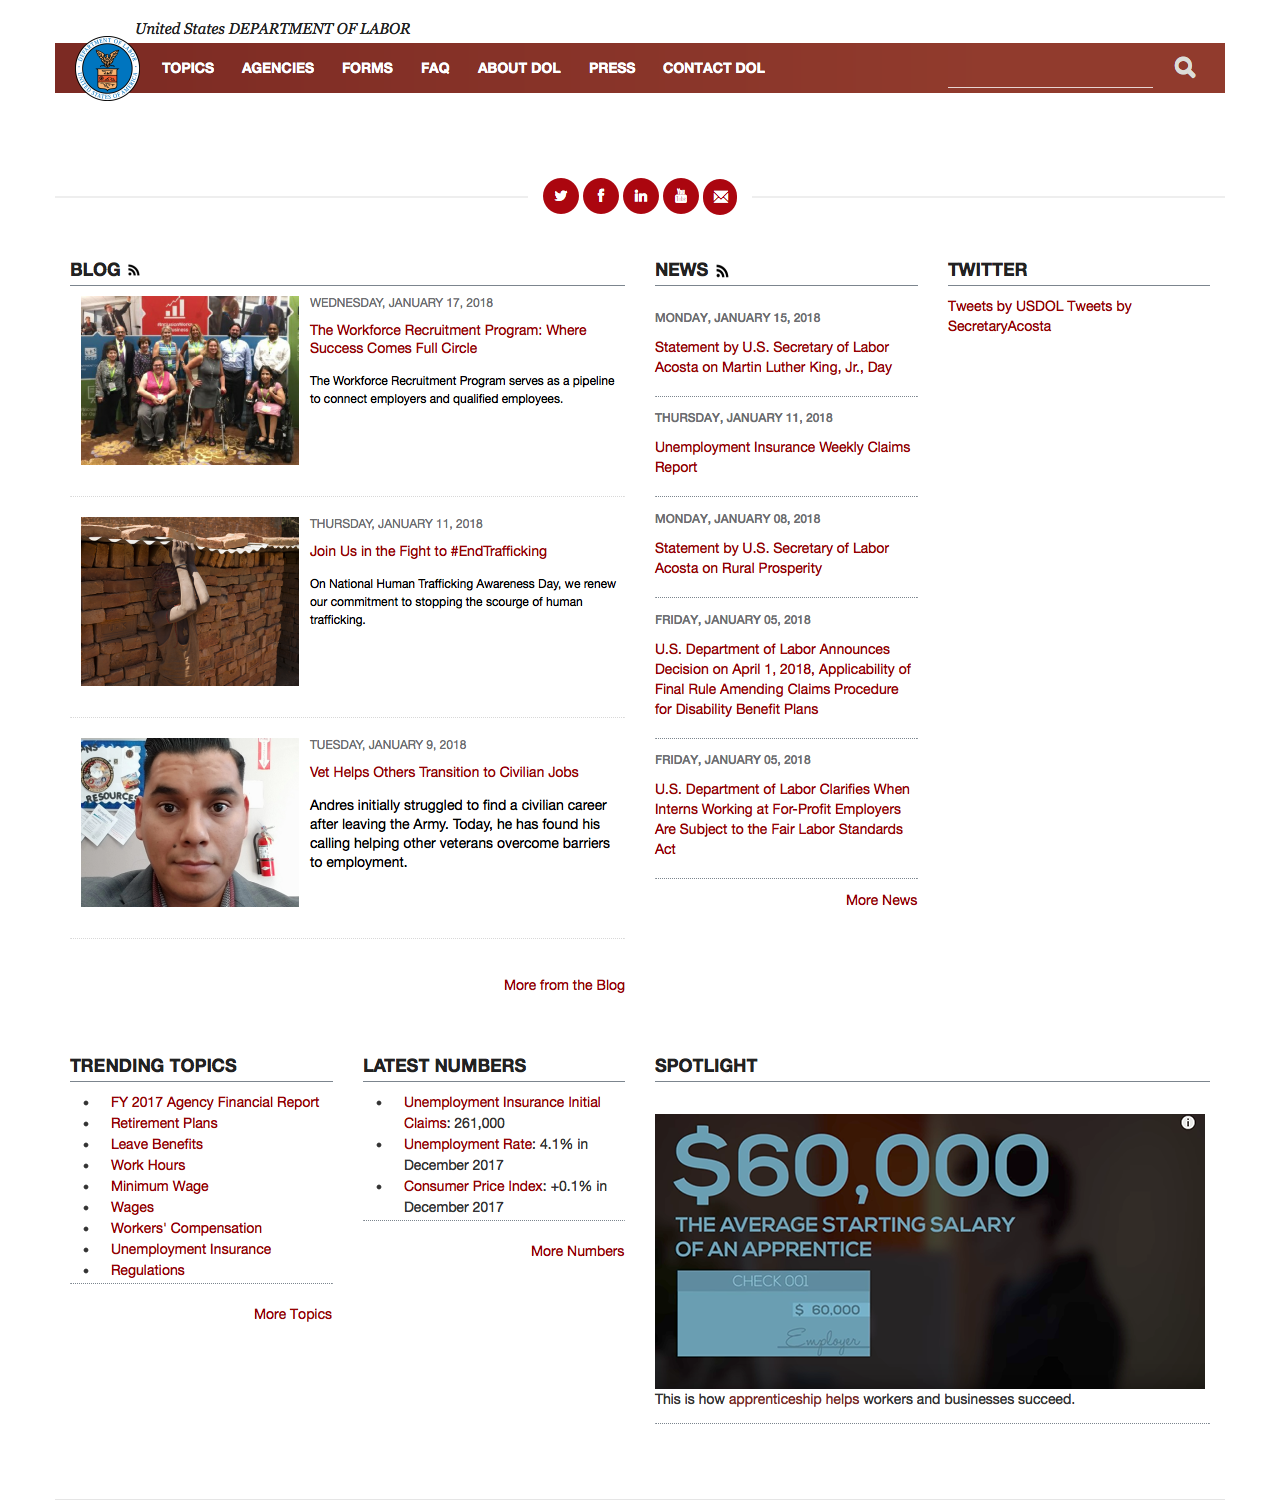 United States DEPARTMENT OF LABOR
TOPICS AGENCIES FORMS FAQ ABOUT DOL PRESS CONTACT DOL
BLOG
WEDNESDAY, JANUARY 17, 2018
The Workforce Recruitment Program: Where
Success Comes Full Circle
The Workforce Recruitment Program serves as a pipeline
to connect employers and qualified employees.
THURSDAY, JANUARY 11, 2018
Join Us in the Fight to #EndTrafficking
On National Human Trafficking Awareness Day, we renew
our commitment to stopping the scourge of human
trafficking.
RESOURCES
TUESDAY, JANUARY 9, 2018
Vet Helps Others Transition to Civilian Jobs
Andres initially struggled to find a civilian career
after leaving the Army. Today, he has found his
calling helping other veterans overcome barriers
to employment.
More from the Blog
NEWS
MONDAY, JANUARY 15, 2018
Statement by U.S. Secretary of Labor
Acosta on Martin Luther King, Jr., Day
THURSDAY, JANUARY 11, 2018
Unemployment Insurance Weekly Claims
Report
MONDAY, JANUARY 08, 2018
Statement by U.S. Secretary of Labor
Acosta on Rural Prosperity
FRIDAY, JANUARY 05, 2018
U.S. Department of Labor Announces
Decision on April 1, 2018, Applicability of
Final Rule Amending Claims Procedure
for Disability Benefit Plans
FRIDAY, JANUARY 05, 2018
U.S. Department of Labor Clarifies When
Interns Working at For-Profit Employers
Are Subject to the Fair Labor Standards
Act
More News
TWITTER
Tweets by USDOL Tweets by
SecretaryAcosta
TRENDING TOPICS
FY 2017 Agency Financial Report
Retirement Plans
Leave Benefits
Work Hours
Minimum Wage
Wages
Workers' Compensation
Unemployment Insurance
Regulations
More Topics
LATEST NUMBERS
Unemployment Insurance Initial
Claims: 261,000
Unemployment Rate: 4.1% in
December 2017
Consumer Price Index: +0.1% in
December 2017
More Numbers
SPOTLIGHT
$60,000
THE AVERAGE STARTING SALARY
OF AN APPRENTICE
CHECK 001
$ 60,000
Employer
This is how apprenticeship helps workers and businesses succeed.